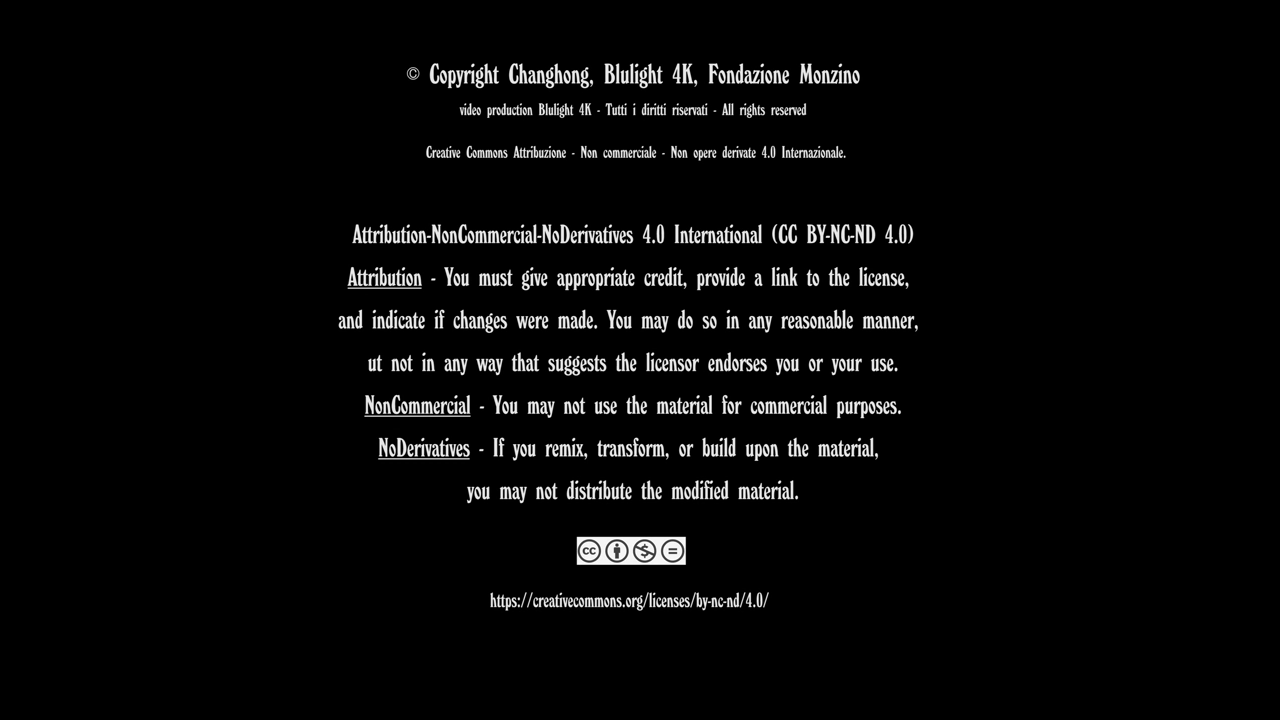 © Copyright Changhong, Blulight 4K, Fondazione Monzino
video production Blulight 4K - Tutti i diritti riservati - All rights reserved
Creative Commons Attribuzione - Non commerciale - Non opere derivate 4.0 Internazionale.
Attribution-NonCommercial-NoDerivatives 4.0 International (CC BY-NC-ND 4.0)
Attribution - You must give appropriate credit, provide a link to the license,
and indicate if changes were made. You may do so in any reasonable manner,
ut not in any way that suggests the licensor endorses you or your use.
NonCommercial - You may not use the material for commercial purposes.
NoDerivatives - If you remix, transform, or build upon the material,
you may not distribute the modified material.
cc
https://creativecommons.org/licenses/by-nc-nd/4.0/